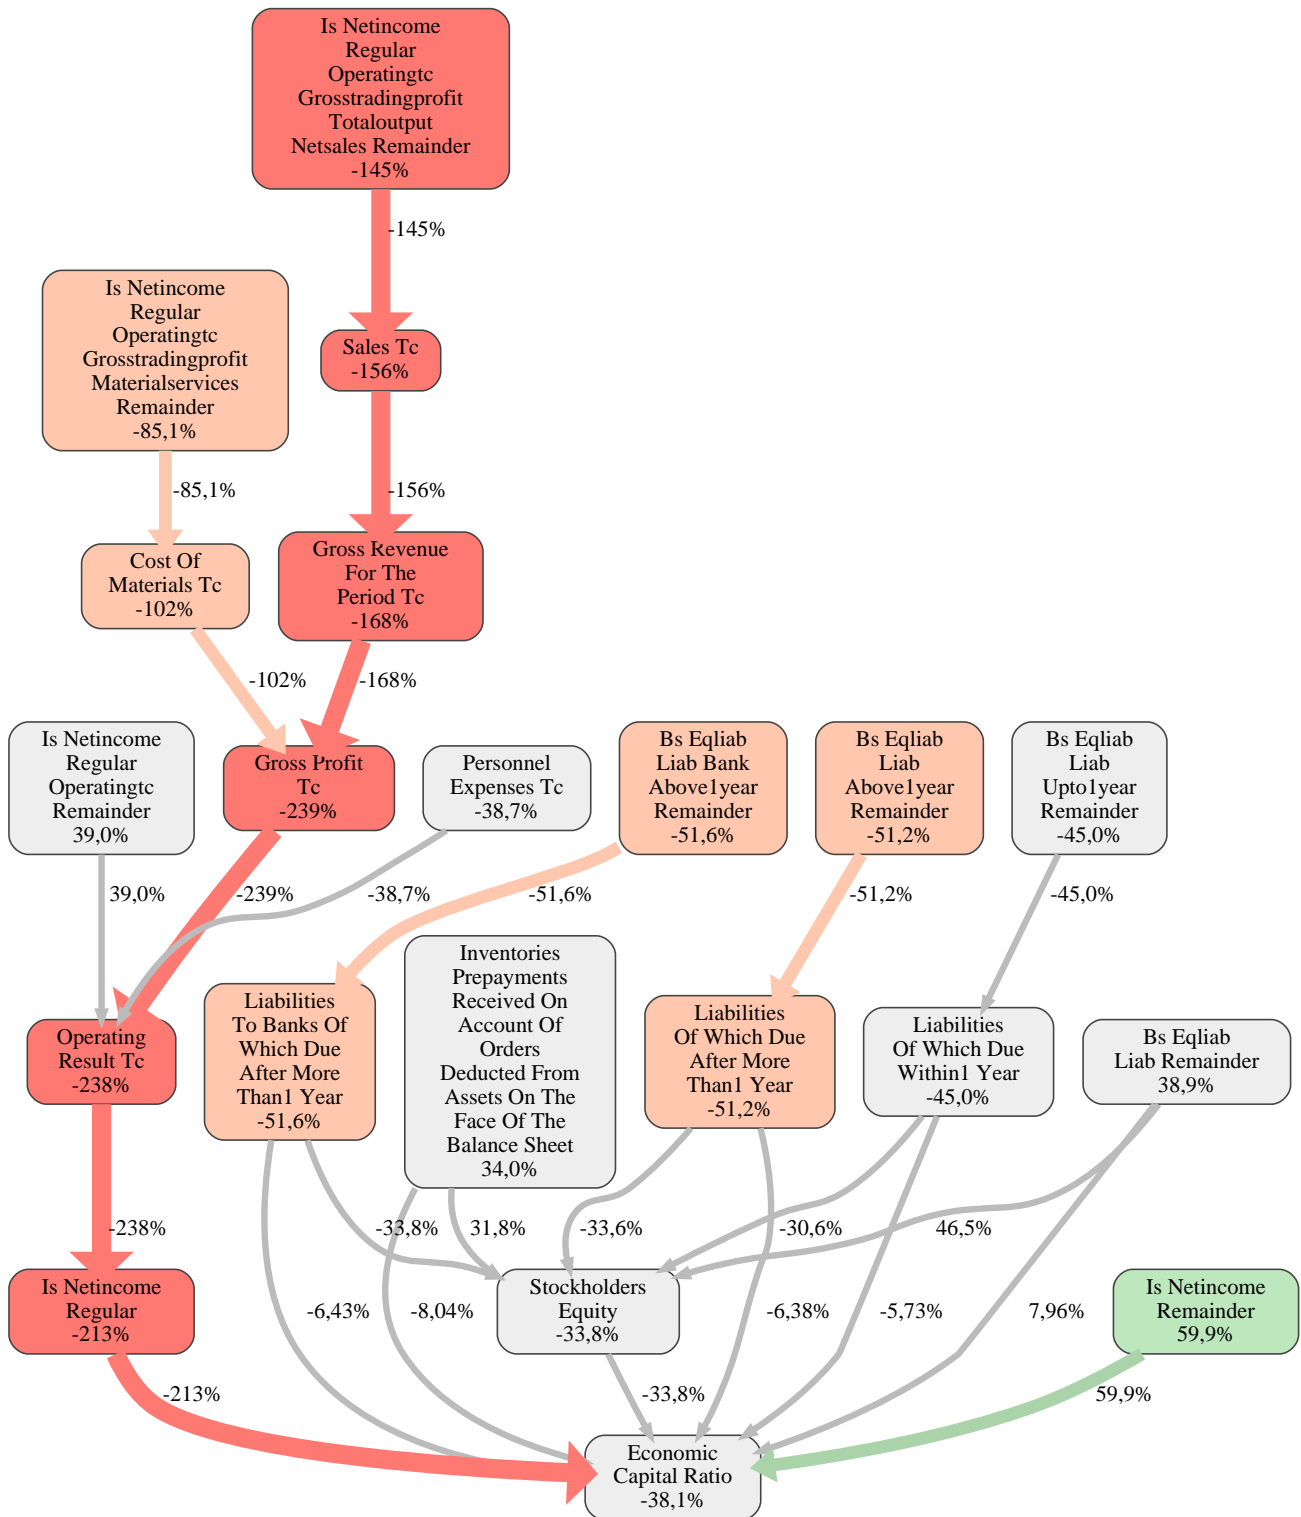 Is Netincome
Regular
Operatingtc
Grosstradingprofit
Totaloutput
Netsales Remainder
-145%
-145%
Is Netincome
Regular
Operatingtc
Grosstradingprofit
Materialservices
Remainder
-85,1%
Sales Tc
-156%
-85,1%
-156%
Cost Of
Materials Tc
-102%
Gross Revenue
For The
Period Tc
-168%
-102%
-168%
Is Netincome
Regular
Operatingtc
Remainder
39,0%
Gross Profit
Tc
-239%
Personnel
Expenses Tc
-38,7%
Bs Eqliab
Liab Bank
Above1year
Remainder
-51,6%
Bs Eqliab
Liab
Above1year
Remainder
-51,2%
Bs Eqliab
Liab
Upto1year
Remainder
-45,0%
39,0%
-239%
-38,7%
-51,6%
-51,2%
-45,0%
Operating
Result Tc
-238%
Liabilities
To Banks Of
Which Due
After More
Than1 Year
-51,6%
Inventories
Prepayments
Received On
Account Of
Orders
Deducted From
Assets On The
Face Of The
Balance Sheet
34,0%
Liabilities
Of Which Due
After More
Than1 Year
-51,2%
Liabilities
Of Which Due
Within1 Year
-45,0%
Bs Eqliab
Liab Remainder
38,9%
-238%
-33,8%
31,8%
-33,6%
-30,6%
46,5%
Is Netincome
Regular
-213%
-6,43%
-8,04%
Stockholders
Equity
-33,8%
-6,38%
-5,73%
7,96%
Is Netincome
Remainder
59,9%
-213%
-33,8%
59,9%
Economic
Capital Ratio
-38,1%